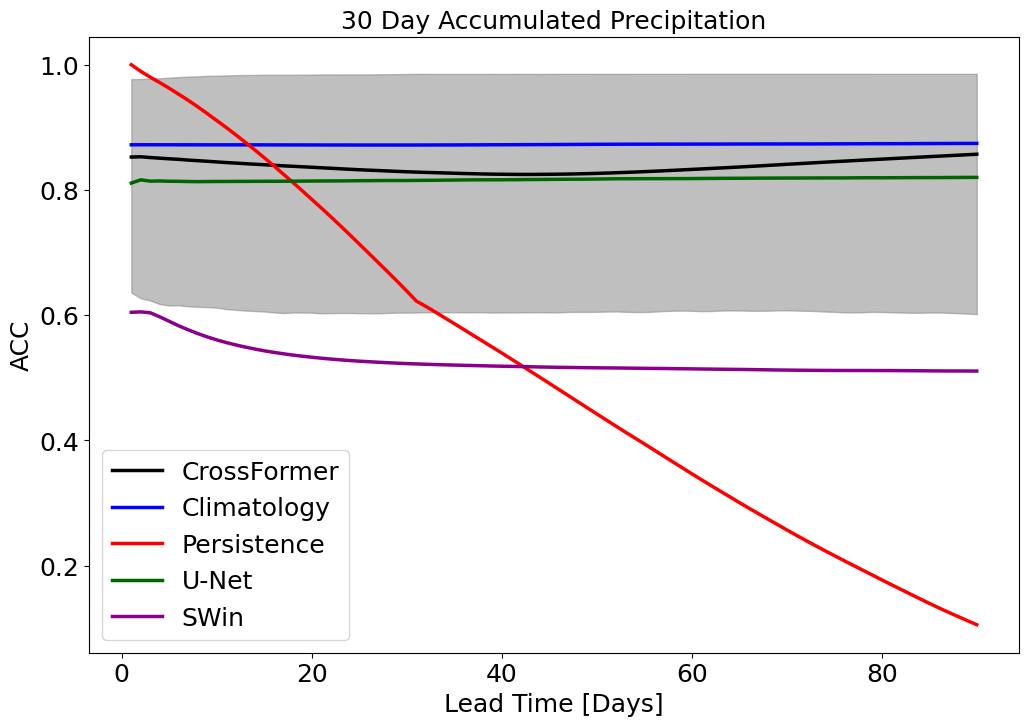 30 Day Accumulated Precipitation
1.0
0.8
0.6
0.4
0.2
ACC
CrossFormer
Climatology
Persistence
U-Net
SWin
0 20 40 60 80
Lead Time [Days]